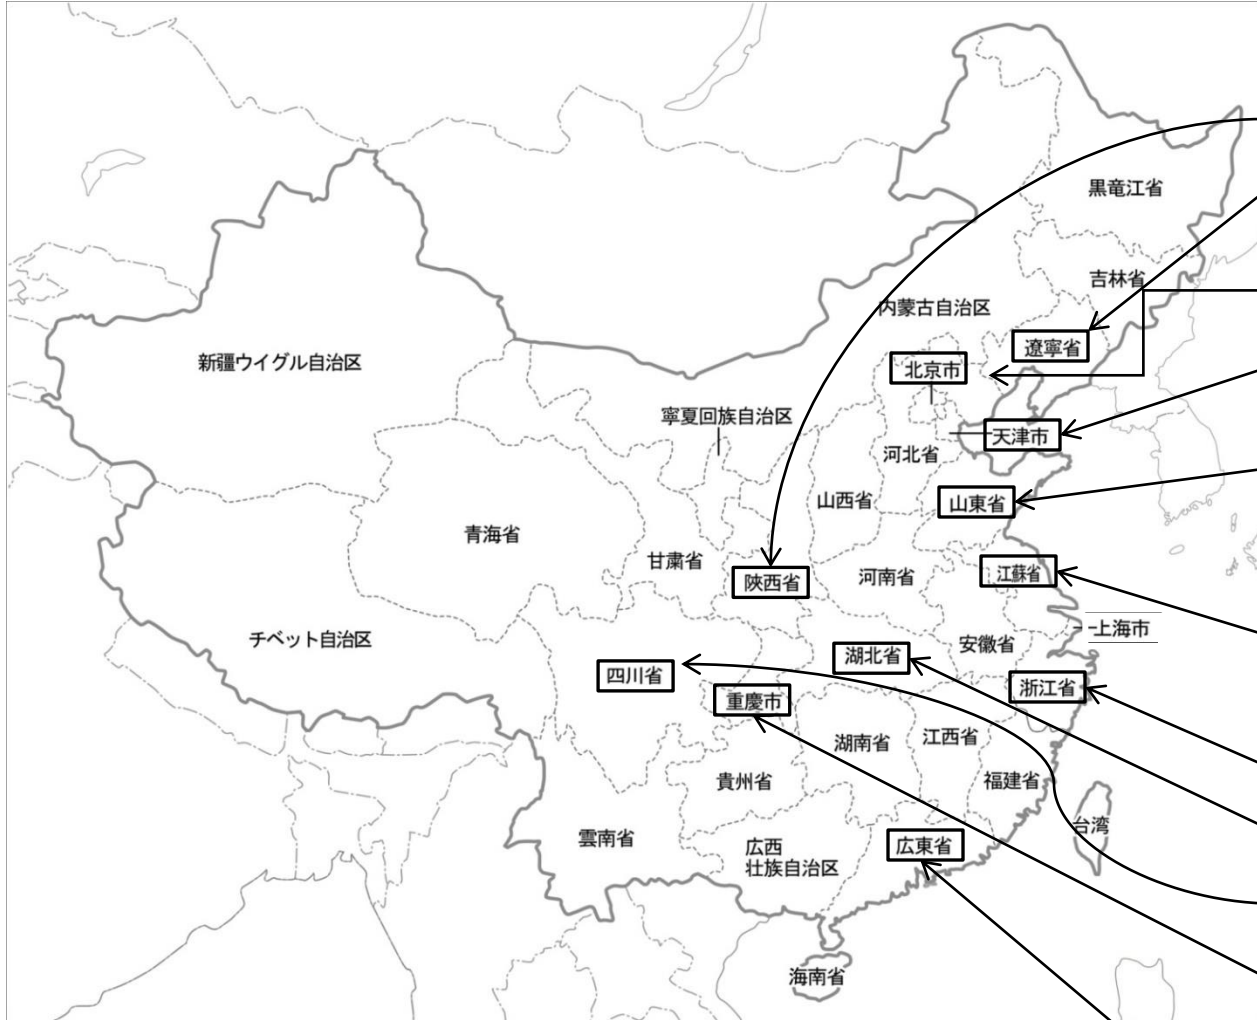 黒竜江省
吉林省
内蒙古自治区
遼寧省
新疆ウイグル自治区
北京市
寧夏回族自治区
天津市
河北省
山西省
山東省
青海省
甘粛省
陝西省
河南省
江蘇省
チベット自治区
上海市
安徽省
湖北省
四川省
浙江省
重慶市
湖南省
江西省
貴州省
福建省
雲南省
台湾
広西
壮族自治区
広東省
海南省